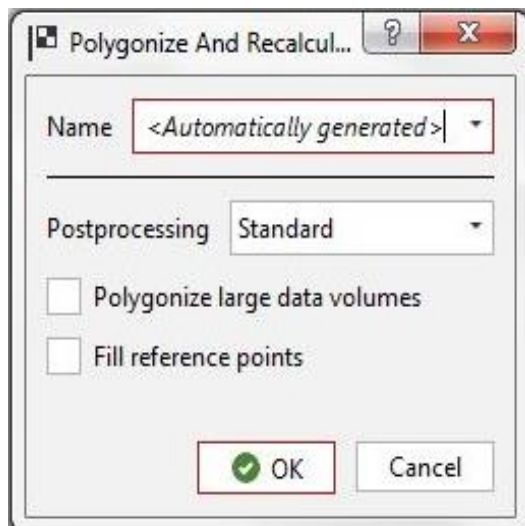 Polygonize And Recalcul...
Name <Automatically generated>
Postprocessing Standard
Polygonize large data volumes
Fill reference points
OK Cancel